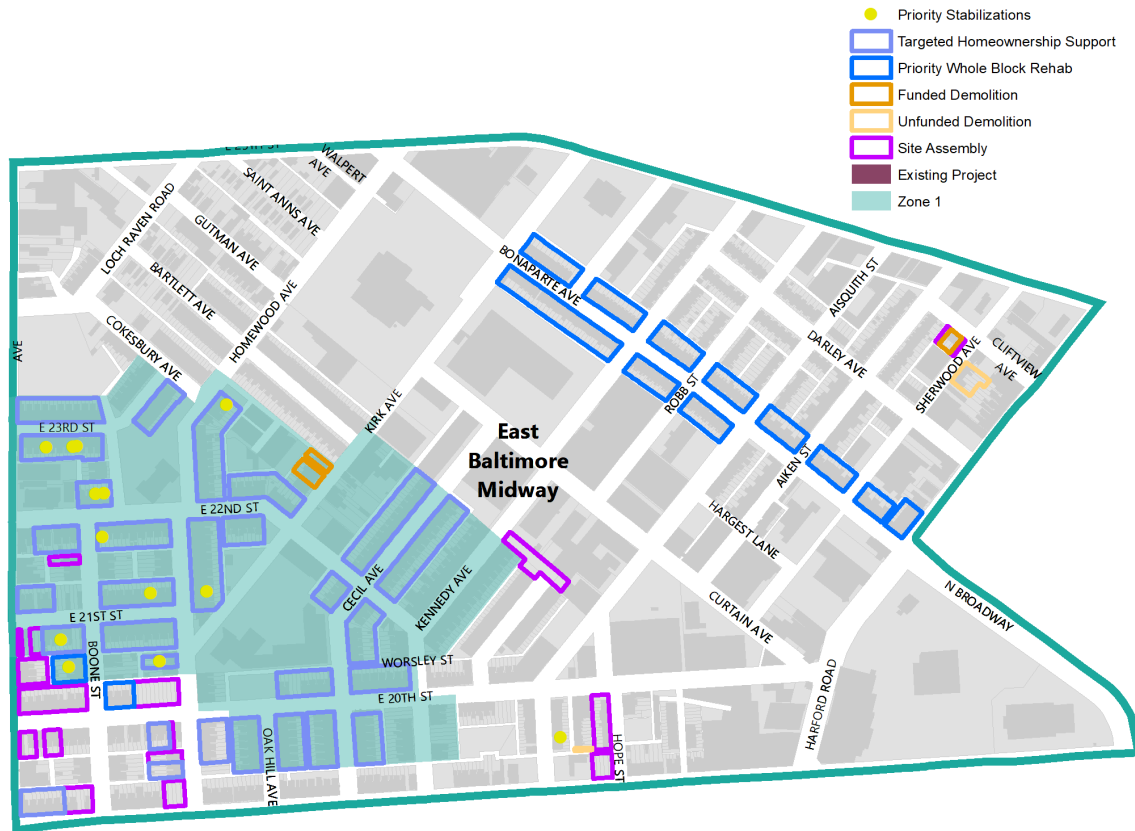 Priority Stabilizations
Targeted Homeownership Support
Priority Whole Block Rehab
Funded Demolition
Unfunded Demolition
Site Assembly
Existing Project
Zone 1
WALPERT
AVE
SAINT ANNS AVE
LOCH RAVEN ROAD
GUTMAN AVE
BARTLETT AVE
HOMEWOOD AVE
COKESBURY AVE
AVE
BONAPARTE AVE
AISQUITH ST
DARLEY AVE
SHERWOOD AVE
CLIFTVIEW
AVE
ROBB ST
KIRK AVE
E 23RD ST
East
Baltimore
Midway
AIKEN ST
E 22ND ST
HARGEST LANE
CECIL AVE
KENNEDY AVE
N BROADWAY
CURTAIN AVE
E 21ST ST
BOONE ST
WORSLEY ST
E 20TH ST
HARFORD ROAD
OAK HILL AVE
HOPE ST